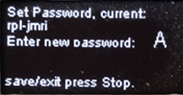 Set Password, current:
rpl-jmri
Enter new password: A
save/exit press Stop.